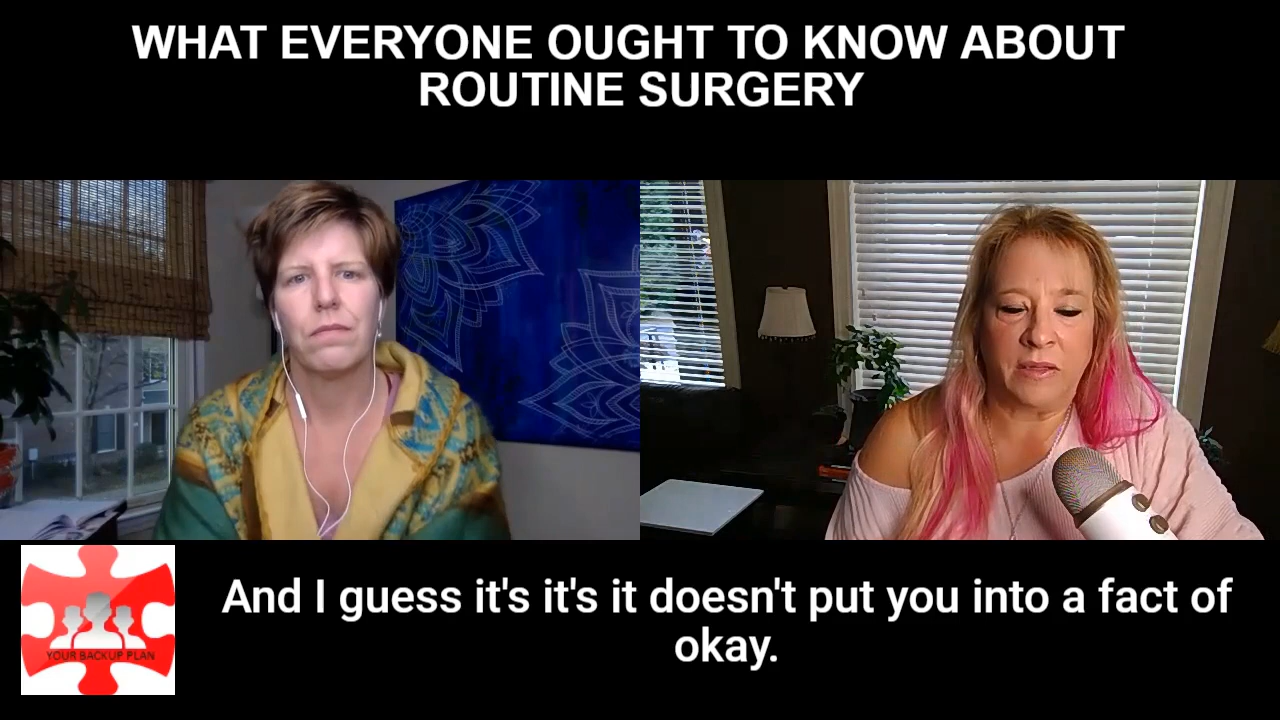 WHAT EVERYONE OUGHT TO KNOW ABOUT
ROUTINE SURGERY
YOUR BACKUP PLAN
And I guess it's it's it doesn't put you into a fact of
okay.